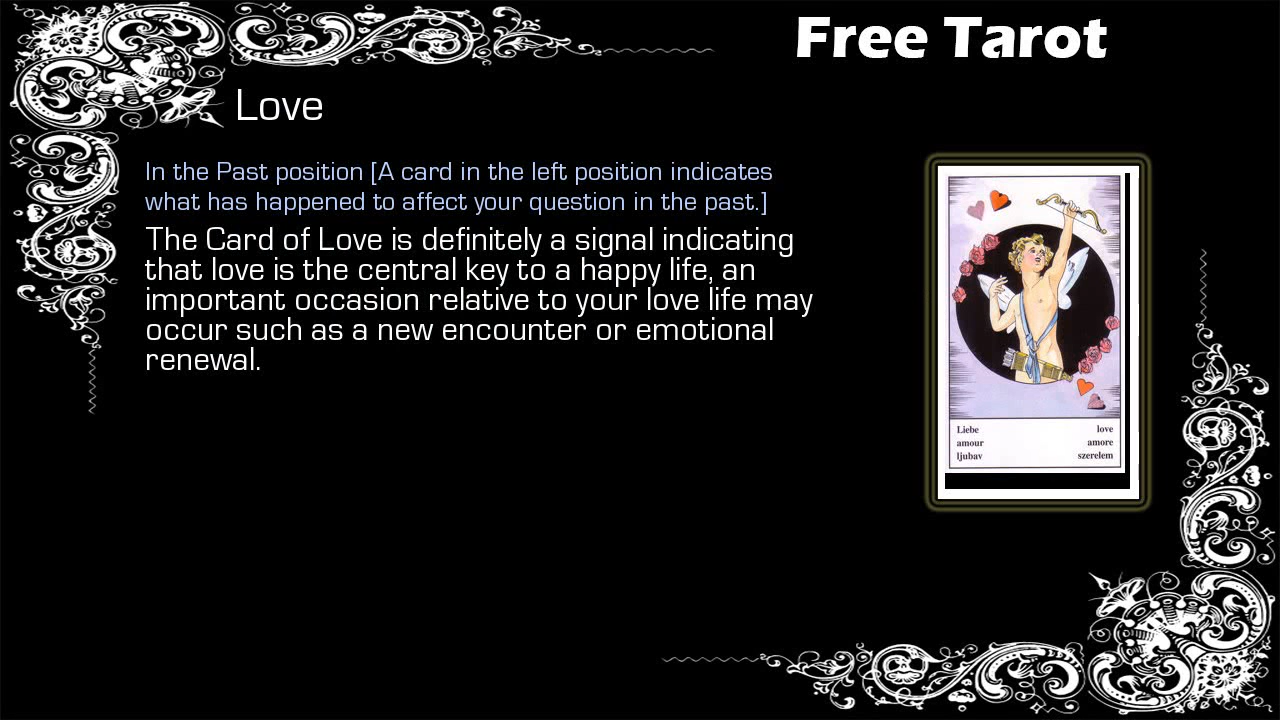 Free Tarot
Love
In the Past position [A card in the left position indicates
what has happened to affect your question in the past.]
The Card of Love is definitely a signal indicating
that love is the central key to a happy life, an
important occasion relative to your love life may
occur such as a new encounter or emotional
renewal.
Liebe love
amour amore
ljubav szerelem